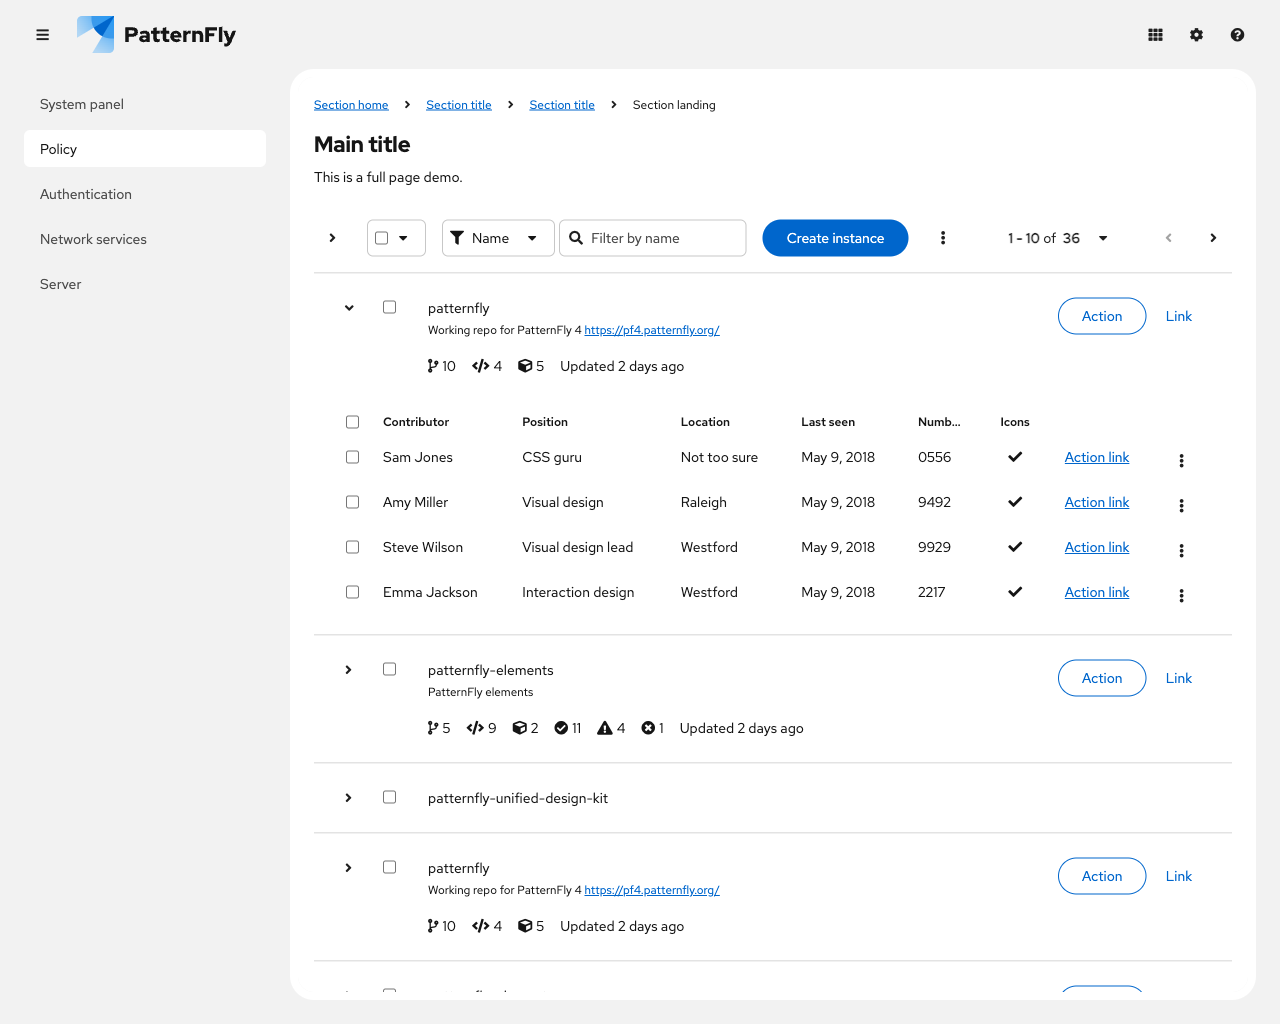 PatternFly
System panel
Policy
Authentication
Network services
Server
Section home Section title Section title Section landing
Main title
This is a full page demo.
Name Filter by name Create instance 1 - 10 of 36
patternfly
Working repo for PatternFly 4 https://pf4.patternfly.org/
10 4 5 Updated 2 days ago
Action Link
Contributor Position Location Last seen Numb... Icons
Sam Jones CSS guru Not too sure May 9, 2018 0556 Action link
Amy Miller Visual design Raleigh May 9, 2018 9492 Action link
Steve Wilson Visual design lead Westford May 9, 2018 9929 Action link
Emma Jackson Interaction design Westford May 9, 2018 2217 Action link
patternfly-elements
PatternFly elements
5 9 2 11 4 1 Updated 2 days ago
Action Link
patternfly-unified-design-kit
patternfly
Working repo for PatternFly 4 https://pf4.patternfly.org/
10 4 5 Updated 2 days ago
Action Link